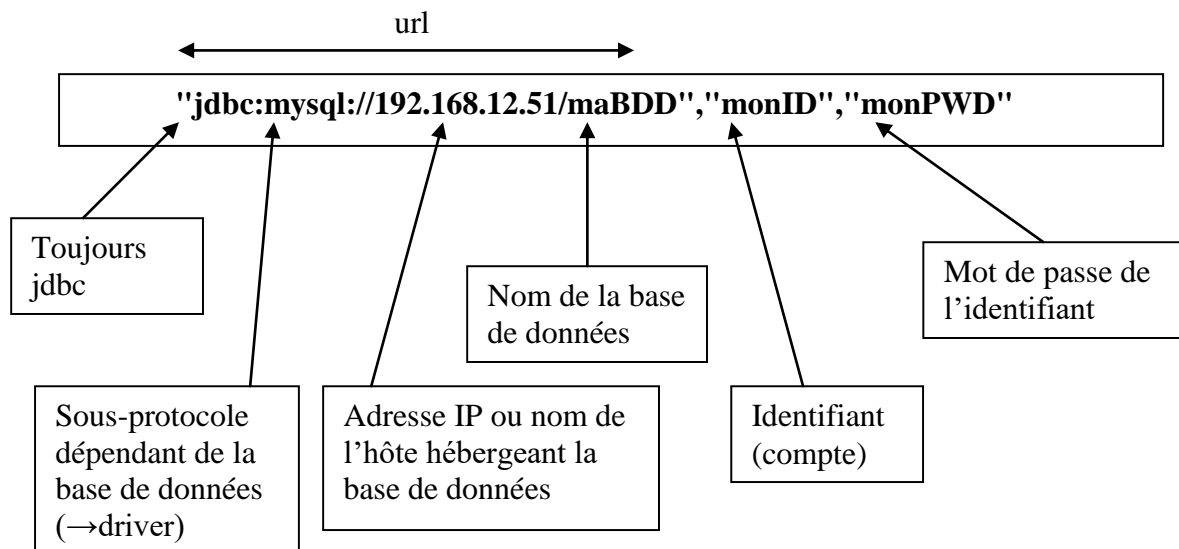 url
"jdbc:mysql://192.168.12.51/maBDD","monID","monPWD"
Toujours
jdbc
Nom de la base
de données
Mot de passe de
l’identifiant
Sous-protocole
dépendant de la
base de données
(→driver)
Adresse IP ou nom de
l’hôte hébergeant la
base de données
Identifiant
(compte)